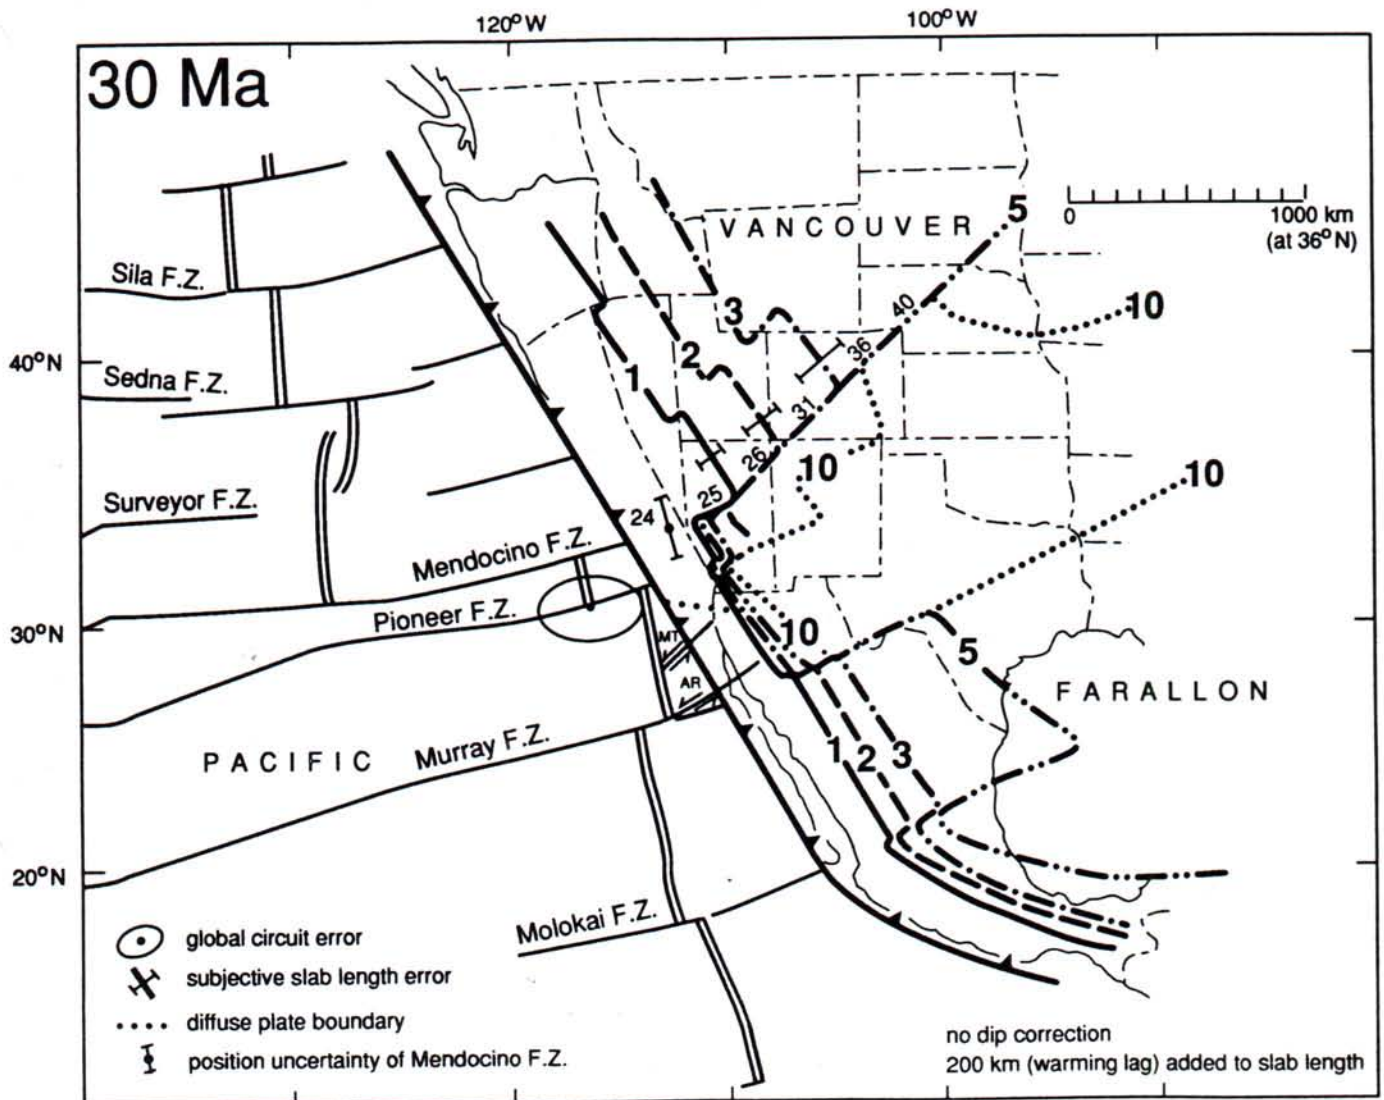 120°W
100°W
30 Ma
5
VANCOUVER
0
1000 km
(at 36°N)
Sila F.Z.
3
40
10
40°N
2
36
Sedna F.Z.
1
31
26
10
10
25
Surveyor F.Z.
24
Mendocino F.Z.
Pioneer F.Z.
30°N
10
MT
5
AR
FARALLON
PACIFIC
Murray F.Z.
1
2
3
20°N
Molokai F.Z.
global circuit error
subjective slab length error
diffuse plate boundary
position uncertainty of Mendocino F.Z.
no dip correction
200 km (warming lag) added to slab length